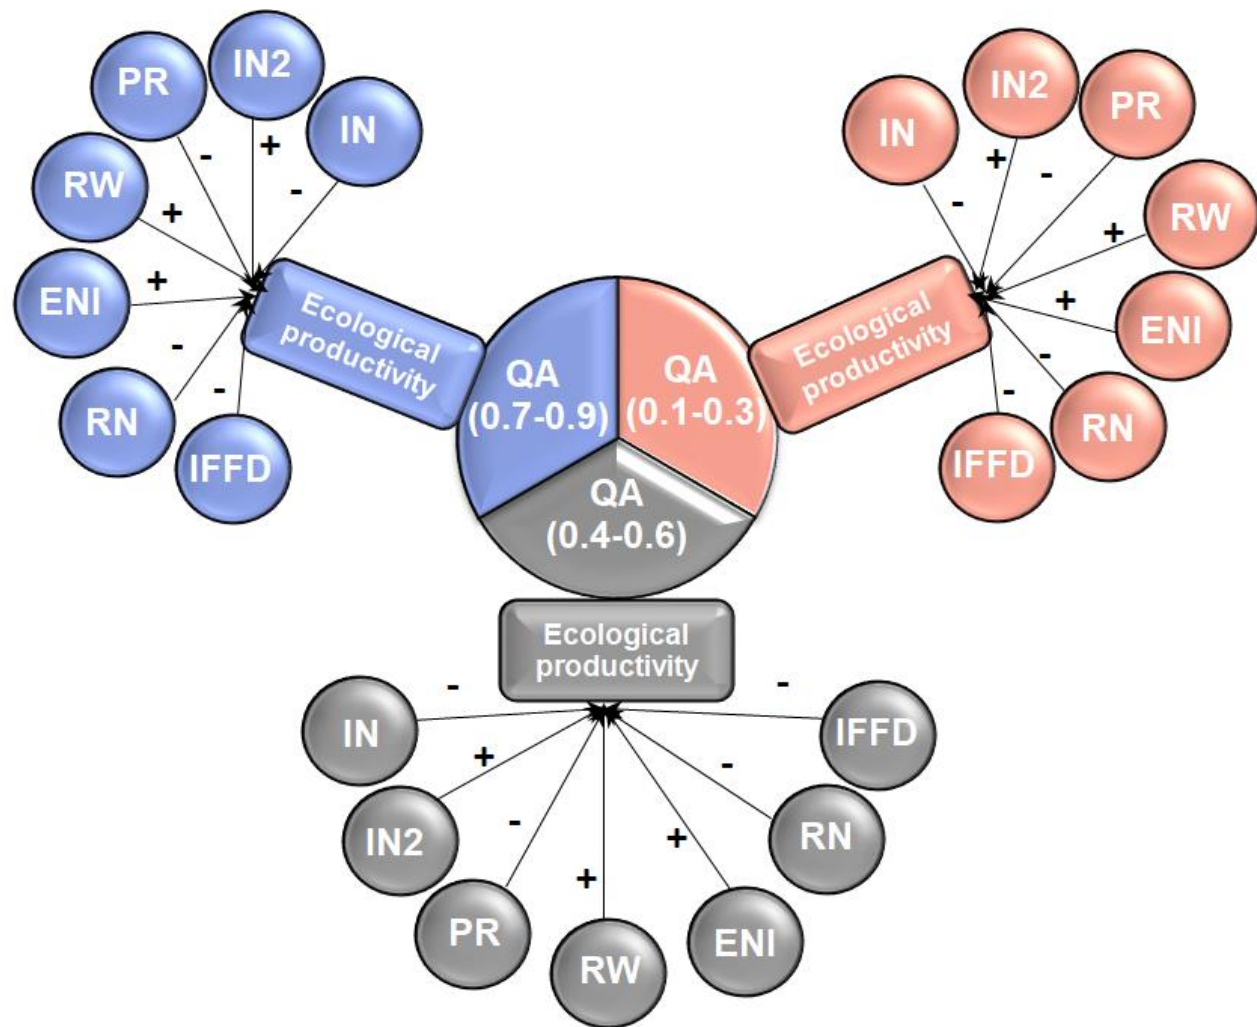 IN2
PR
IN
RW
ENI
RN
IFFD
-
+
-
+
+
-
-
Ecological
productivity
QA
(0.7-0.9)
IN2
IN
PR
RW
ENI
RN
IFFD
+
-
-
+
+
-
-
Ecological
productivity
QA
(0.1-0.3)
QA
(0.4-0.6)
Ecological
productivity
-
-
IN
IFFD
+
-
IN2
-
+
RN
PR
+
ENI
RW